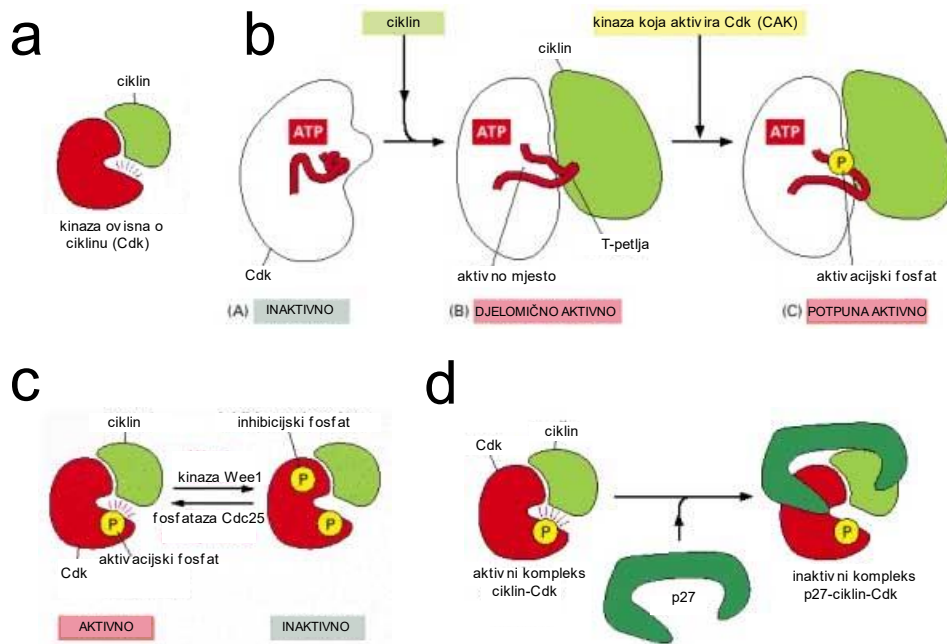 a
ciklin
kinaza ovisna o
ciklinu (Cdk)
b
ciklin
kinaza koja aktivira Cdk (CAK)
ciklin
ATP
ATP
ATP
P
Cdk
aktivno mjesto
T-petlja
aktivacijski fosfat
(A) INAKTIVNO
(B) DJELOMIČNO AKTIVNO
(C) POTPUNA AKTIVNO
c
ciklin
inhibicijski fosfat
P
kinaza Wee1
fosfataza Cdc25
P
P
aktivacijski fosfat
Cdk
AKTIVNO
INAKTIVNO
d
Cdk
ciklin
P
P
aktivni kompleks
ciklin-Cdk
p27
inaktivni kompleks
p27-ciklin-Cdk